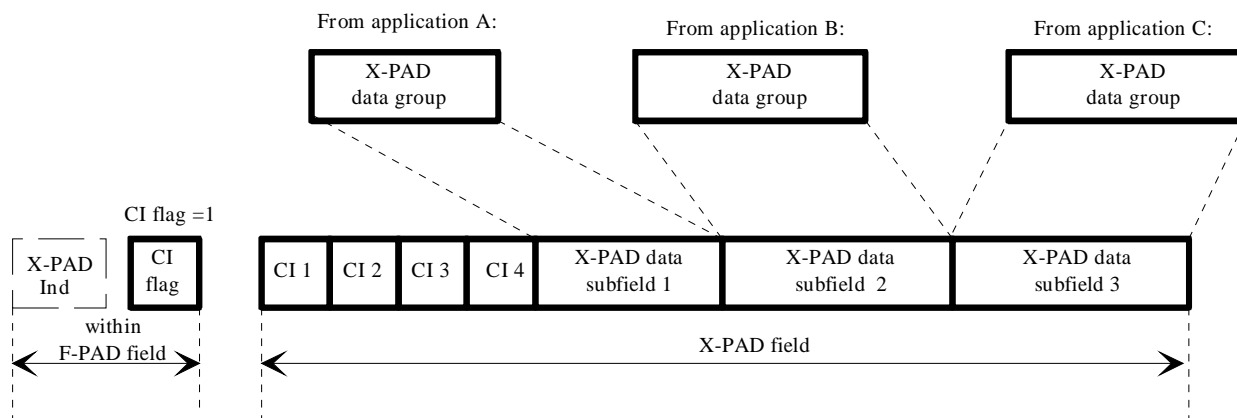 From application A:
From application B:
From application C:
X-PAD
data group
X-PAD
data group
X-PAD
data group
CI flag =1
X-PAD
Ind
CI
flag
CI 1
CI 2
CI 3
CI 4
X-PAD data
subfield 1
X-PAD data
subfield 2
X-PAD data
subfield 3
within
F-PAD field
X-PAD field